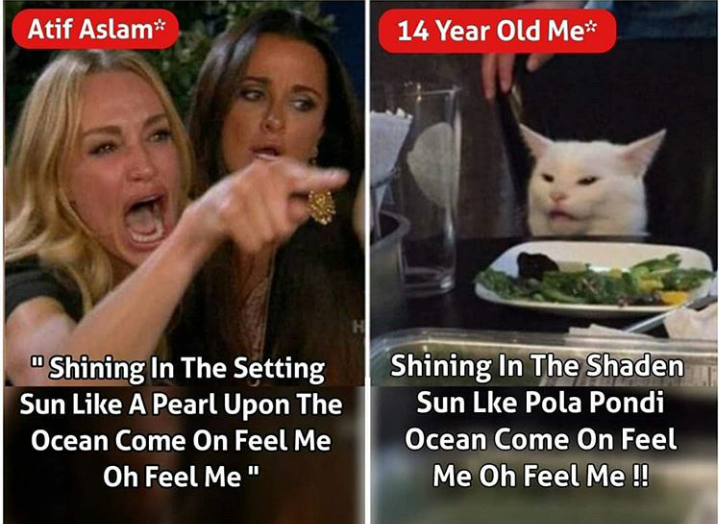 Atif Aslam*
" Shining In The Setting
Sun Like A Pearl Upon The
Ocean Come On Feel Me
Oh Feel Me "
14 Year Old Me*
Shining In The Shaden
Sun Lke Pola Pondi
Ocean Come On Feel
Me Oh Feel Me !!
H